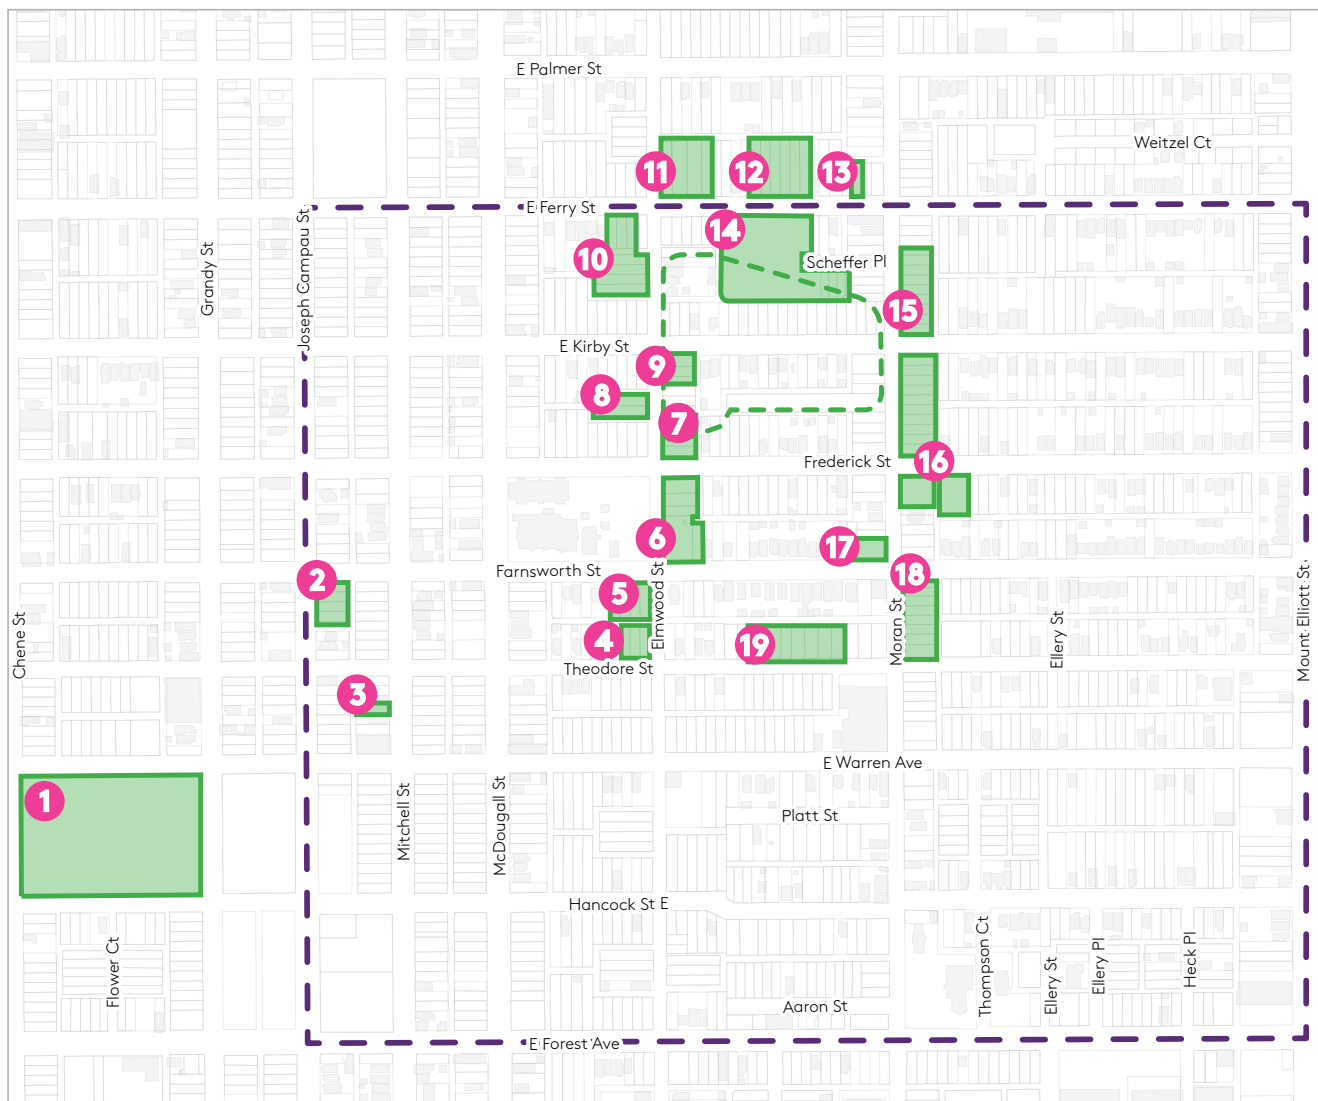 E Palmer St
Weitzel Ct
11
12
13
E Ferry St
14
Grandy St
Joseph Campau St
10
Scheffer Pl
15
E Kirby St
9
8
7
Frederick St
16
6
17
Farnsworth St
18
2
5
Elmwood St
4
19
Moran St
Ellery St
Mount Elliott St
Chene St
Theodore St
3
E Warren Ave
1
Mitchell St
McDougall St
Platt St
Hancock St E
Flower Ct
Thompson Ct
Ellery St
Ellery Pl
Heck Pl
Aaron St
E Forest Ave